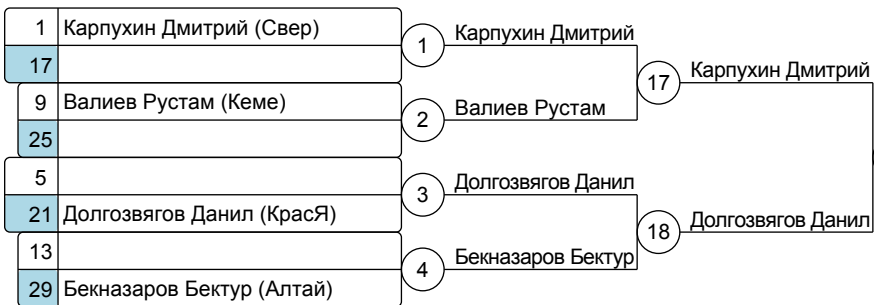 1 Карпухин Дмитрий (Свер)
17
9 Валиев Рустам (Кеме)
25
5
21 Долгозвягов Данил (КрасЯ)
13
29 Бекназаров Бектур (Алтай)
1 Карпухин Дмитрий
2 Валиев Рустам
3 Долгозвягов Данил
4 Бекназаров Бектур
17 Карпухин Дмитрий
18 Долгозвягов Данил